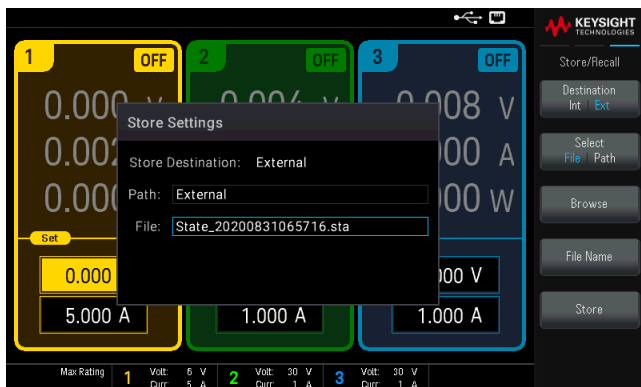 KEYSIGHT
TECHNOLOGIES
Store/Recall
Destination
Int Ext
Select
File Path
Browse
File Name
Store
1 OFF
2 OFF
3 OFF
0.000 V
0.004 V
0.008 V
A
W
Store Settings
Store Destination: External
Path: External
File: State_20200831065716.sta
Set
0.000
5.000 A
1.000 A
1.000 A
Max Rating
1 Volt: 6 V
Curr: 5 A
2 Volt: 30 V
Curr: 1 A
3 Volt: 30 V
Curr: 1 A